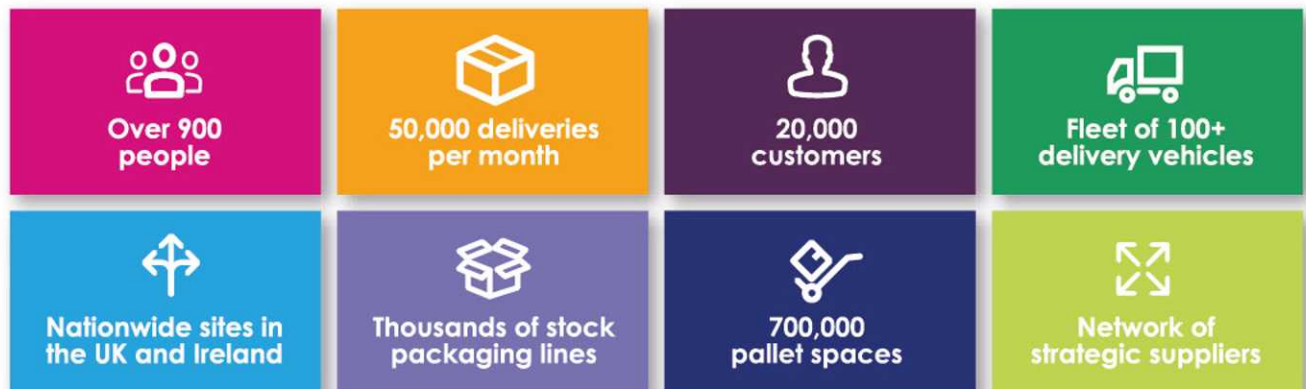 Over 900
people
50,000 deliveries
per month
20,000
customers
Fleet of 100+
delivery vehicles
Nationwide sites in
the UK and Ireland
Thousands of stock
packaging lines
700,000
pallet spaces
Network of
strategic suppliers